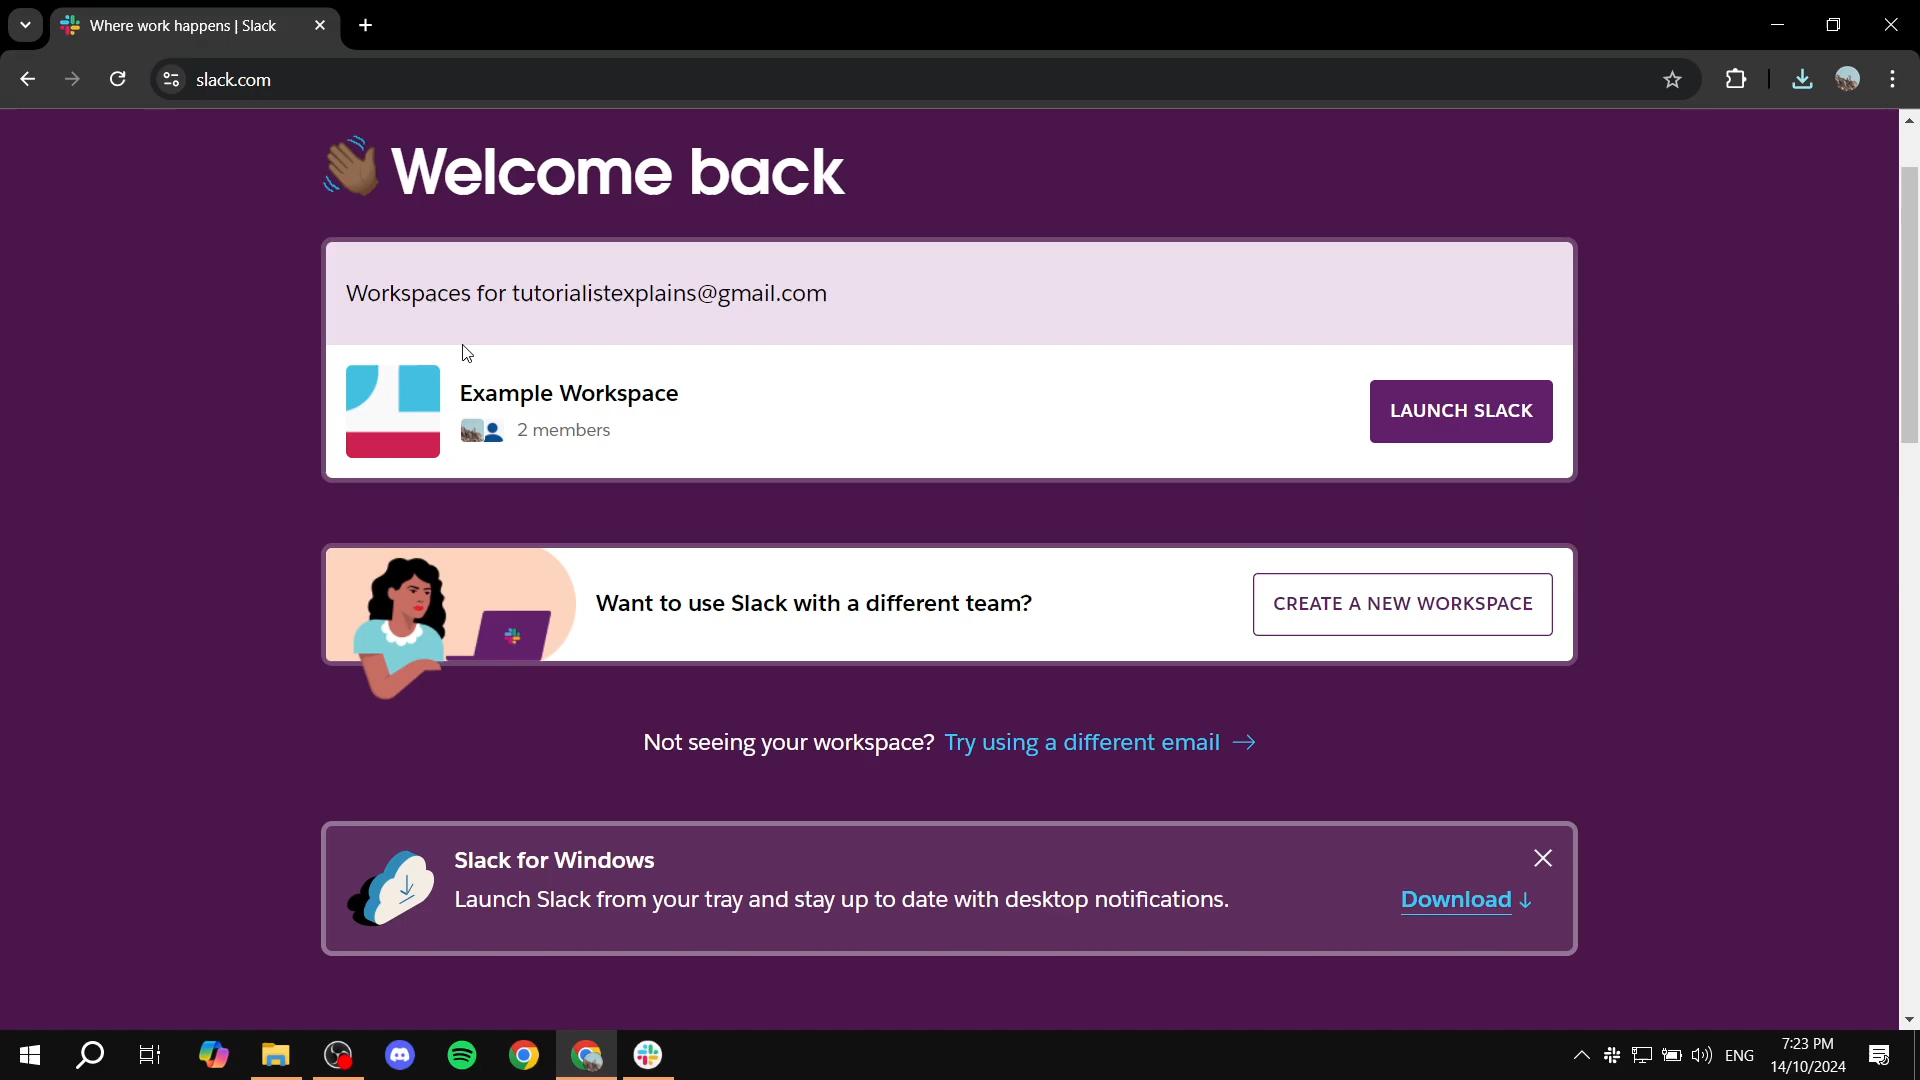 Where work happens | Slack
slack.com
Welcome back
Workspaces for tutorialistexplains@gmail.com
Example Workspace
2 members
LAUNCH SLACK
Want to use Slack with a different team?
CREATE A NEW WORKSPACE
Not seeing your workspace? Try using a different email →
Slack for Windows
Launch Slack from your tray and stay up to date with desktop notifications.
Download ↓
ENG
7:23 PM
14/10/2024